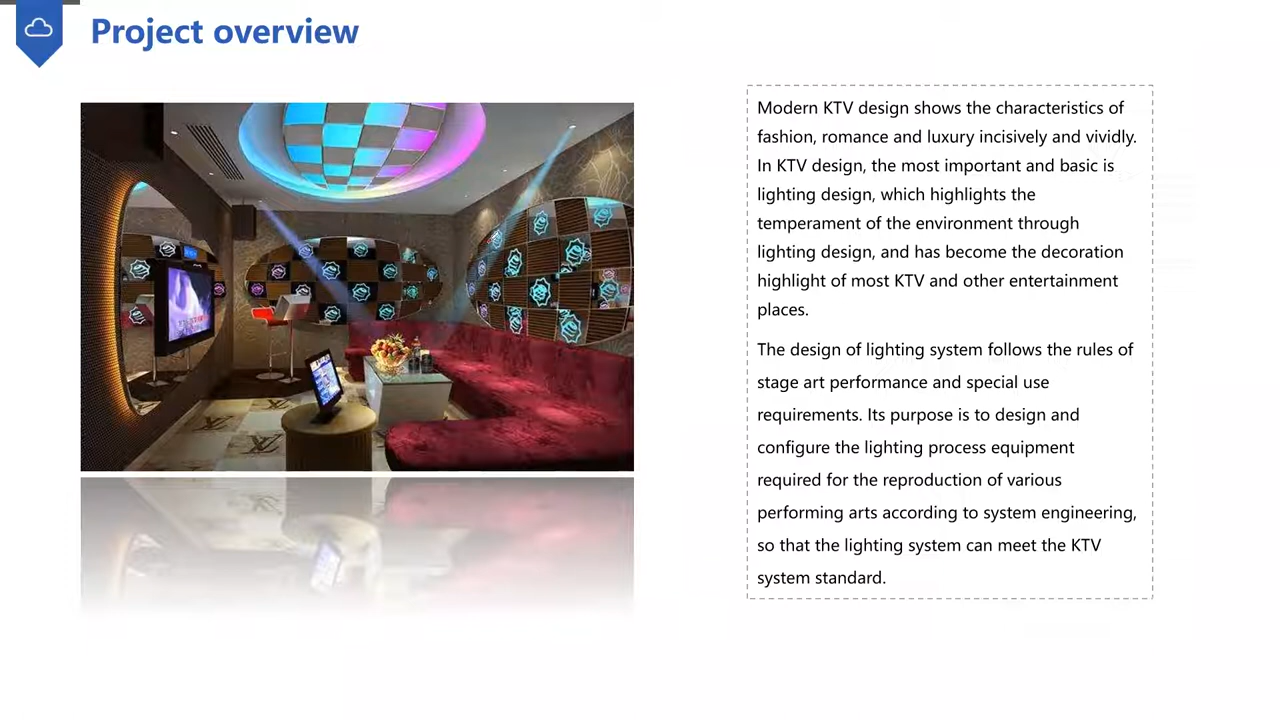 Project overview
Modern KTV design shows the characteristics of
fashion, romance and luxury incisively and vividly.
In KTV design, the most important and basic is
lighting design, which highlights the
temperament of the environment through
lighting design, and has become the decoration
highlight of most KTV and other entertainment
places.
The design of lighting system follows the rules of
stage art performance and special use
requirements. Its purpose is to design and
configure the lighting process equipment
required for the reproduction of various
performing arts according to system engineering,
so that the lighting system can meet the KTV
system standard.